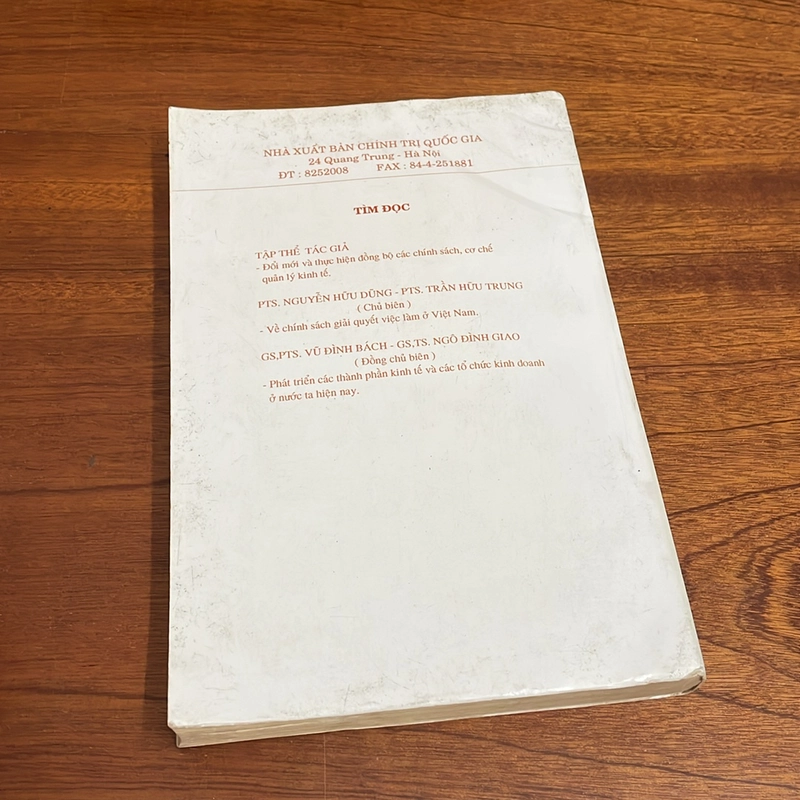 NHÀ XUẤT BẢN CHÍNH TRỊ QUỐC GIA
24 Quang Trung - Hà Nội
ĐT : 8252008 FAX : 84-4-251881
TÌM ĐỌC
TẬP THỂ TÁC GIẢ
- Đổi mới và thực hiện đồng bộ các chính sách, cơ chế
quản lý kinh tế.
PTS. NGUYỄN HỮU DŨNG - PTS. TRẦN HỮU TRUNG
( Chủ biên )
- Về chính sách giải quyết việc làm ở Việt Nam.
GS,PTS. VŨ ĐÌNH BÁCH - GS,TS. NGÔ ĐÌNH GIAO
( Đồng chủ biên )
- Phát triển các thành phần kinh tế và các tổ chức kinh doanh
ở nước ta hiện nay.